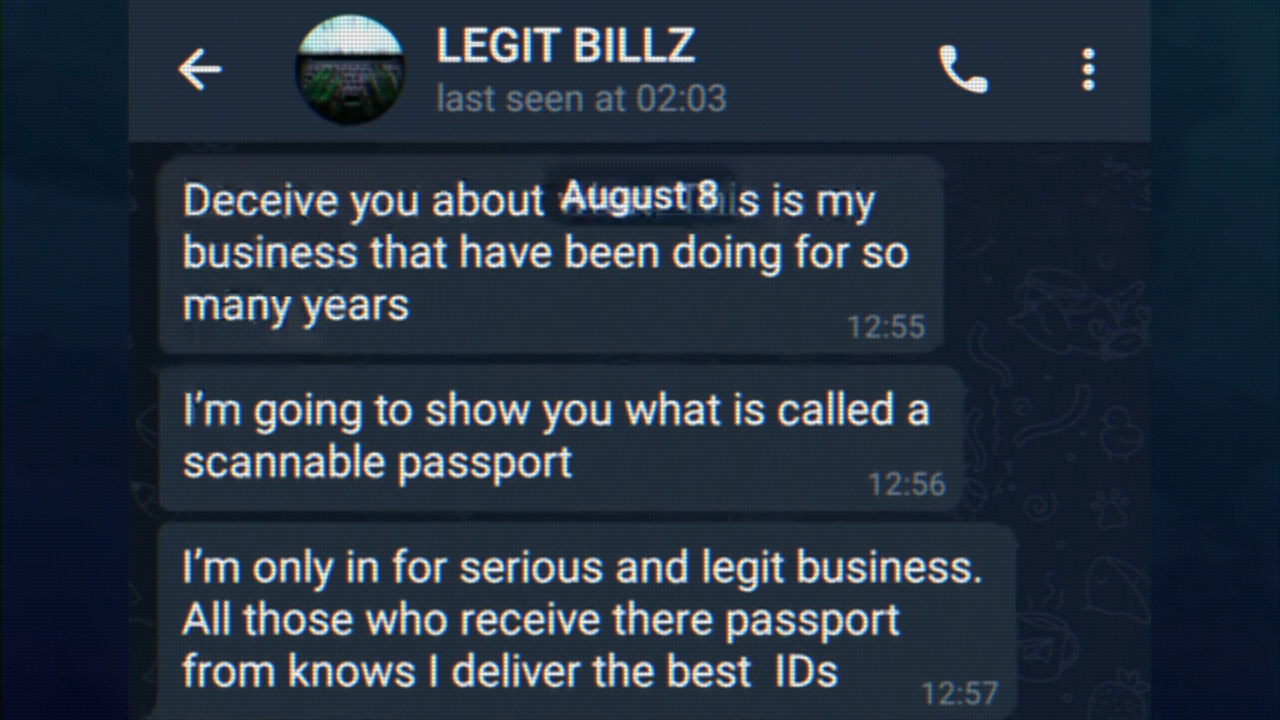 LEGIT BILLZ
last seen at 02:03
Deceive you about August 8 is is my
business that have been doing for so
many years
12:55
I'm going to show you what is called a
scannable passport
12:56
I'm only in for serious and legit business.
All those who receive there passport
from knows I deliver the best IDs
12:57